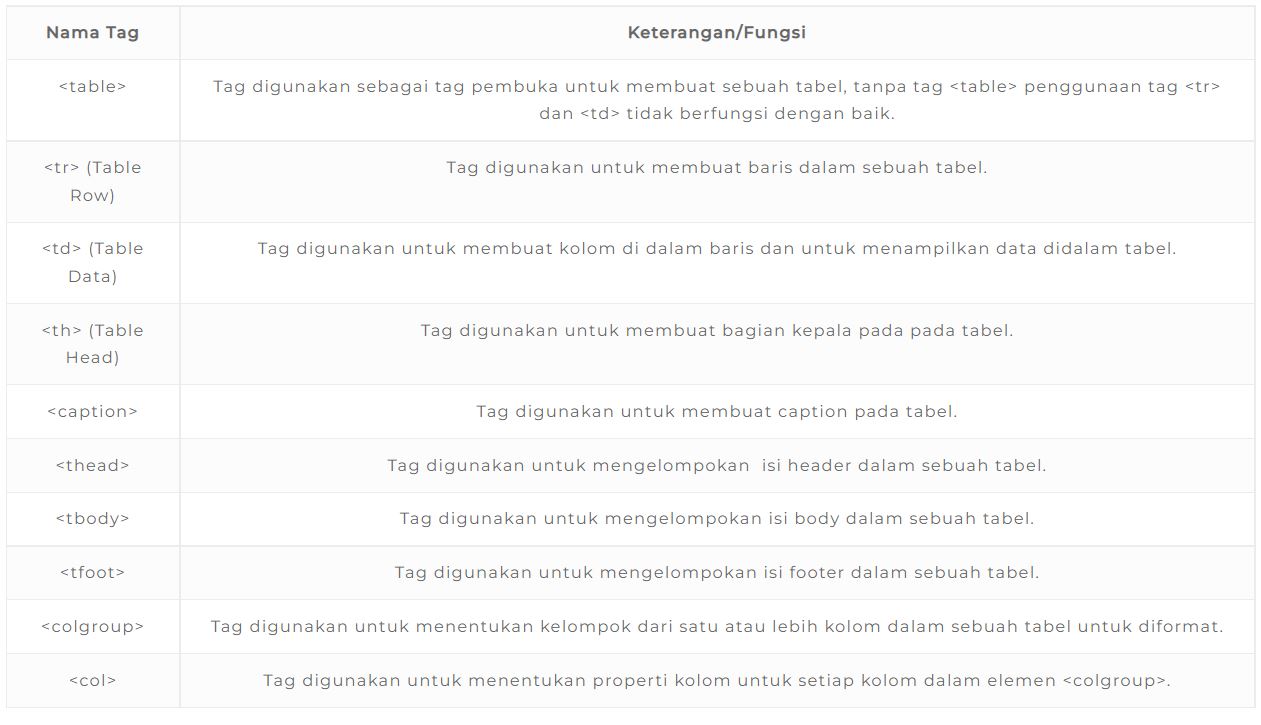 Nama Tag
Keterangan/Fungsi
<table>
Tag digunakan sebagai tag pembuka untuk membuat sebuah tabel, tanpa tag <table> penggunaan tag <tr>
dan <td> tidak berfungsi dengan baik.
<tr> (Table
Row)
Tag digunakan untuk membuat baris dalam sebuah tabel.
<td> (Table
Data)
Tag digunakan untuk membuat kolom di dalam baris dan untuk menampilkan data didalam tabel.
<th> (Table
Head)
Tag digunakan untuk membuat bagian kepala pada pada tabel.
<caption>
Tag digunakan untuk membuat caption pada tabel.
<thead>
Tag digunakan untuk mengelompokan  isi header dalam sebuah tabel.
<tbody>
Tag digunakan untuk mengelompokan isi body dalam sebuah tabel.
<tfoot>
Tag digunakan untuk mengelompokan isi footer dalam sebuah tabel.
<colgroup>
Tag digunakan untuk menentukan kelompok dari satu atau lebih kolom dalam sebuah tabel untuk diformat.
<col>
Tag digunakan untuk menentukan properti kolom untuk setiap kolom dalam elemen <colgroup>.